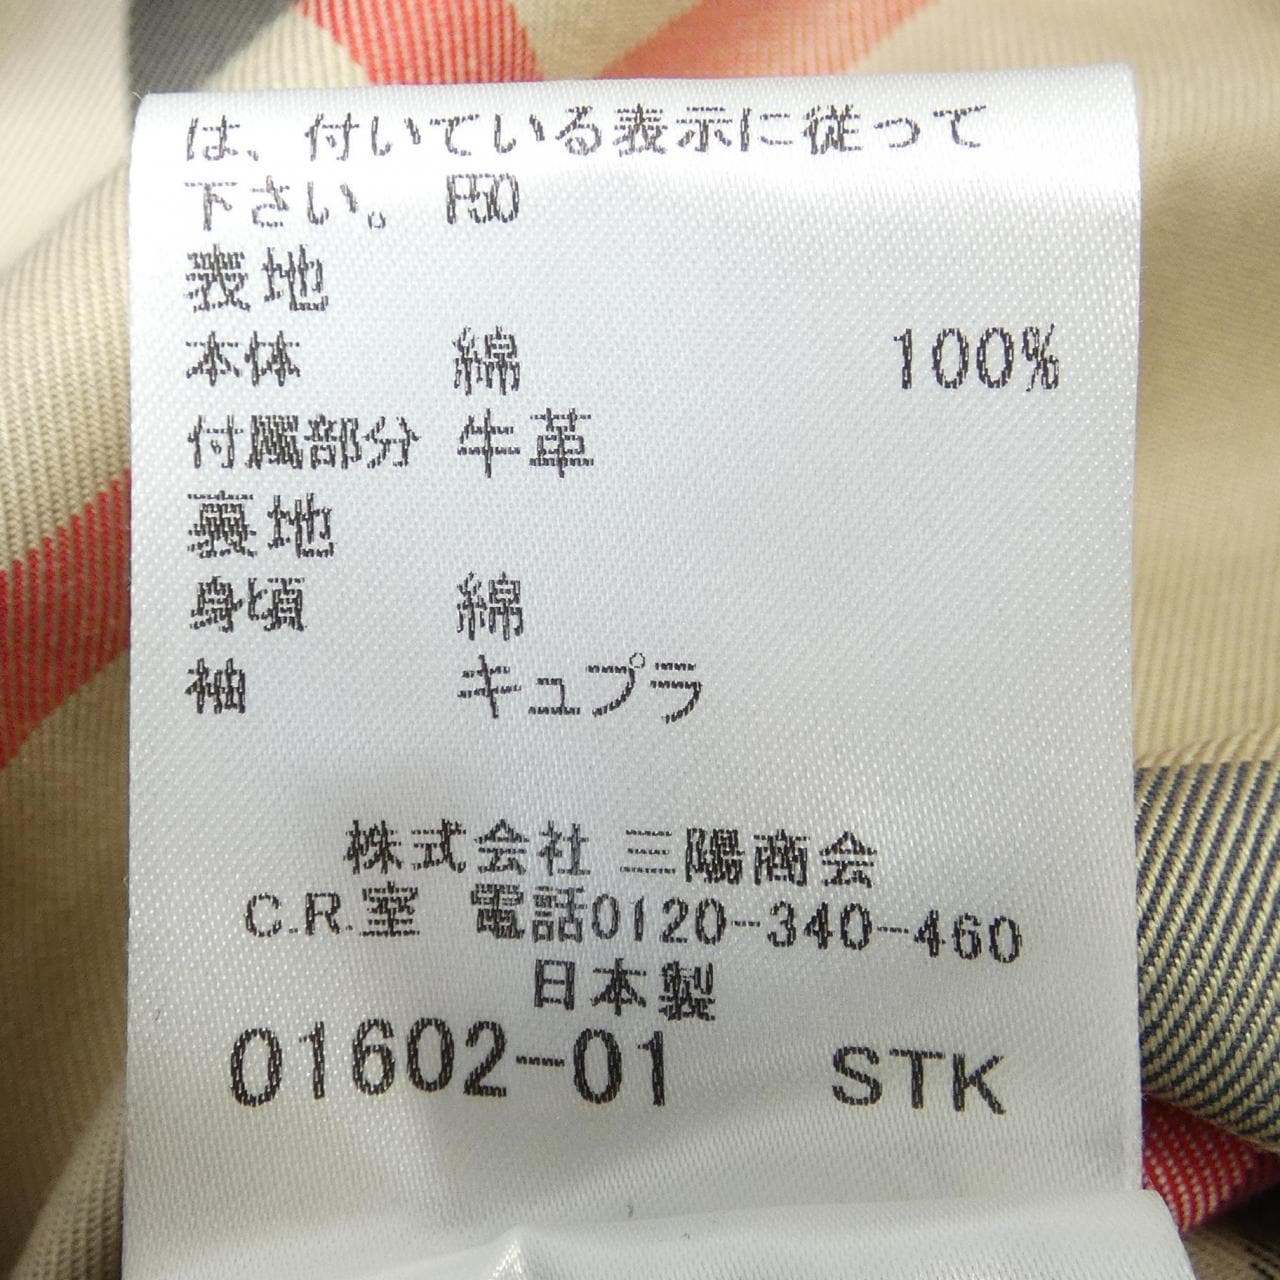 は、付いている表示に従って
下さい。 F50
表地
本体 綿 100%
付属部分 牛革
裏地
身頃 綿
袖 キュプラ
株式会社 三陽商会
C.R.室 電話0120-340-460
日本製
01602-01 STK